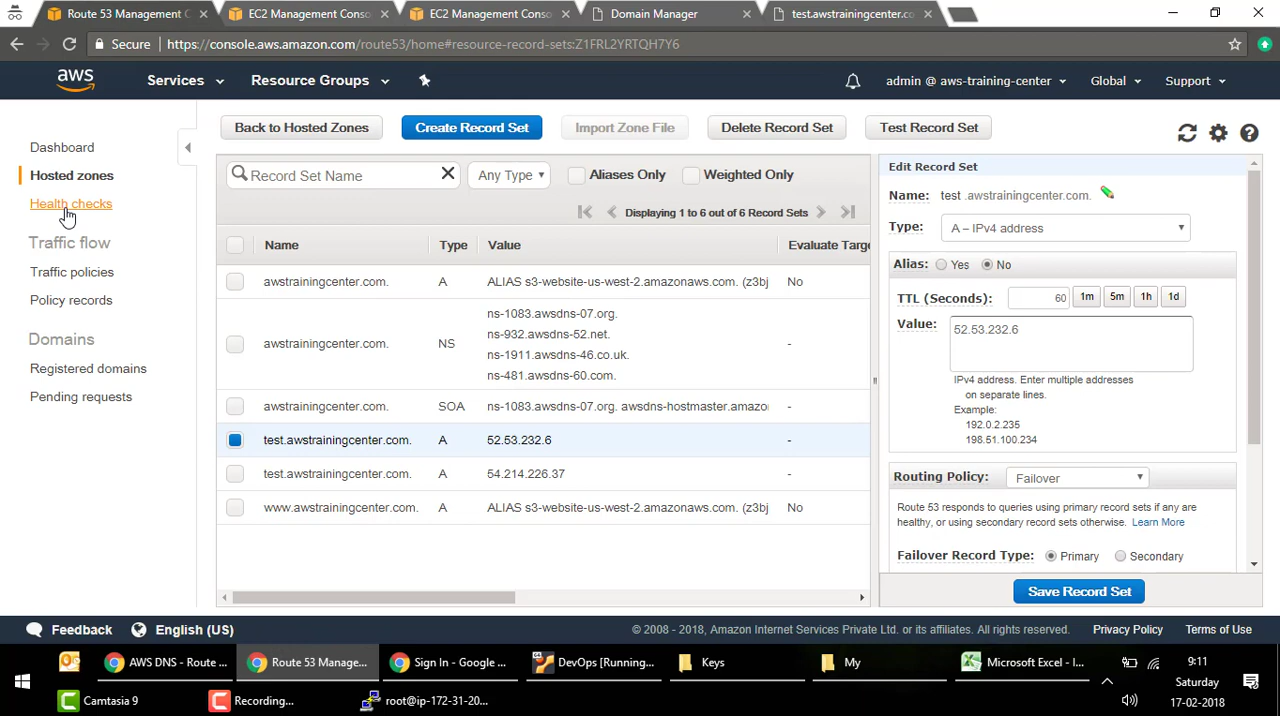 Route 53 Management C
EC2 Management Conso
EC2 Management Conso
Domain Manager
test.awstrainingcenter.co
Secure
https://console.aws.amazon.com/route53/home#resource-record-sets:Z1FRL2YRTQH7Y6
aws
Services
Resource Groups
admin @ aws-training-center
Global
Support
Dashboard
Hosted zones
Health checks
Traffic flow
Traffic policies
Policy records
Domains
Registered domains
Pending requests
Back to Hosted Zones
Create Record Set
Import Zone File
Delete Record Set
Test Record Set
Record Set Name
Any Type
Aliases Only
Weighted Only
Displaying 1 to 6 out of 6 Record Sets
Name Type Value Evaluate Targ
awstrainingcenter.com. A ALIAS s3-website-us-west-2.amazonaws.com. (z3bj No
awstrainingcenter.com. NS ns-1083.awsdns-07.org. -
ns-932.awsdns-52.net.
ns-1911.awsdns-46.co.uk.
ns-481.awsdns-60.com.
awstrainingcenter.com. SOA ns-1083.awsdns-07.org. awsdns-hostmaster.amazo -
test.awstrainingcenter.com. A 52.53.232.6 -
test.awstrainingcenter.com. A 54.214.226.37 -
www.awstrainingcenter.com. A ALIAS s3-website-us-west-2.amazonaws.com. (z3bj No
Edit Record Set
Name: test .awstrainingcenter.com.
Type: A – IPv4 address
Alias: Yes No
TTL (Seconds): 60 1m 5m 1h 1d
Value: 52.53.232.6
IPv4 address. Enter multiple addresses
on separate lines.
Example:
192.0.2.235
198.51.100.234
Routing Policy: Failover
Route 53 responds to queries using primary record sets if any are
healthy, or using secondary record sets otherwise. Learn More
Failover Record Type: Primary Secondary
Save Record Set
Feedback
English (US)
© 2008 - 2018, Amazon Internet Services Private Ltd. or its affiliates. All rights reserved.
Privacy Policy
Terms of Use
AWS DNS - Route ...
Route 53 Manage...
Sign In - Google ...
DevOps [Running...
Keys
My
Microsoft Excel - I...
Camtasia 9
Recording...
root@ip-172-31-20...
9:11
Saturday
17-02-2018